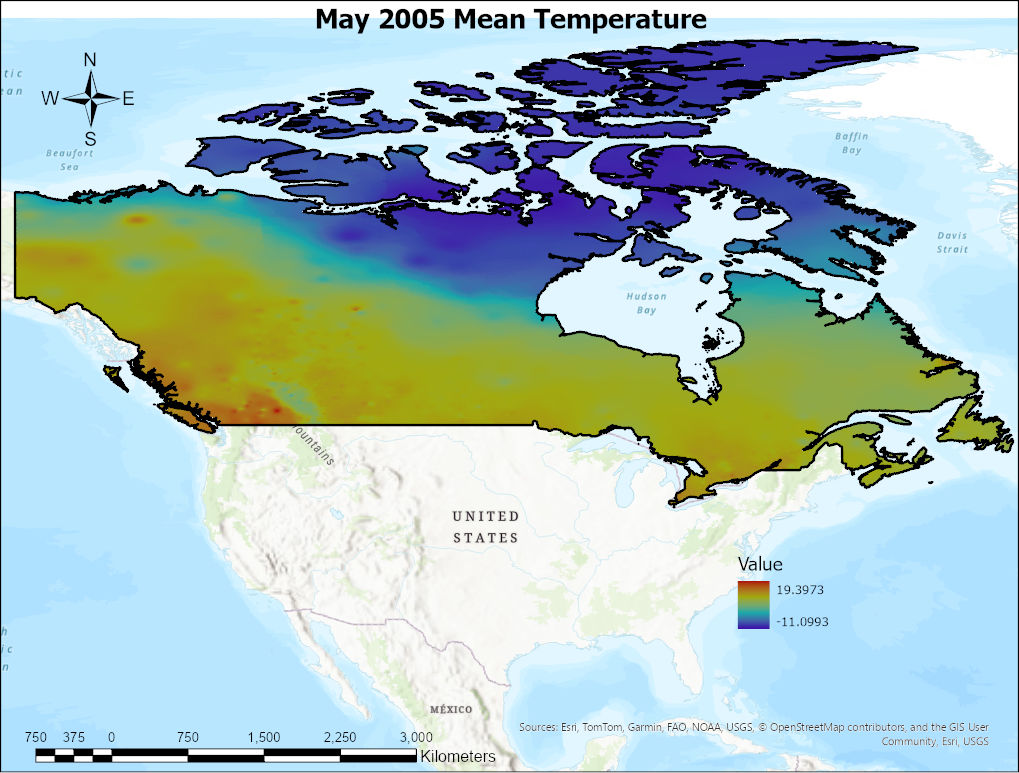 May 2005 Mean Temperature
N
W E
S
tic
ean
Beaufort
Sea
Baffin
Bay
Davis
Strait
Hudson
Bay
ountains
UNITED
STATES
Value
19.3973
-11.0993
h
ic
n
MÉXICO
750 375 0 750 1,500 2,250 3,000
Kilometers
Sources: Esri, TomTom, Garmin, FAO, NOAA, USGS, © OpenStreetMap contributors, and the GIS User
Community, Esri, USGS